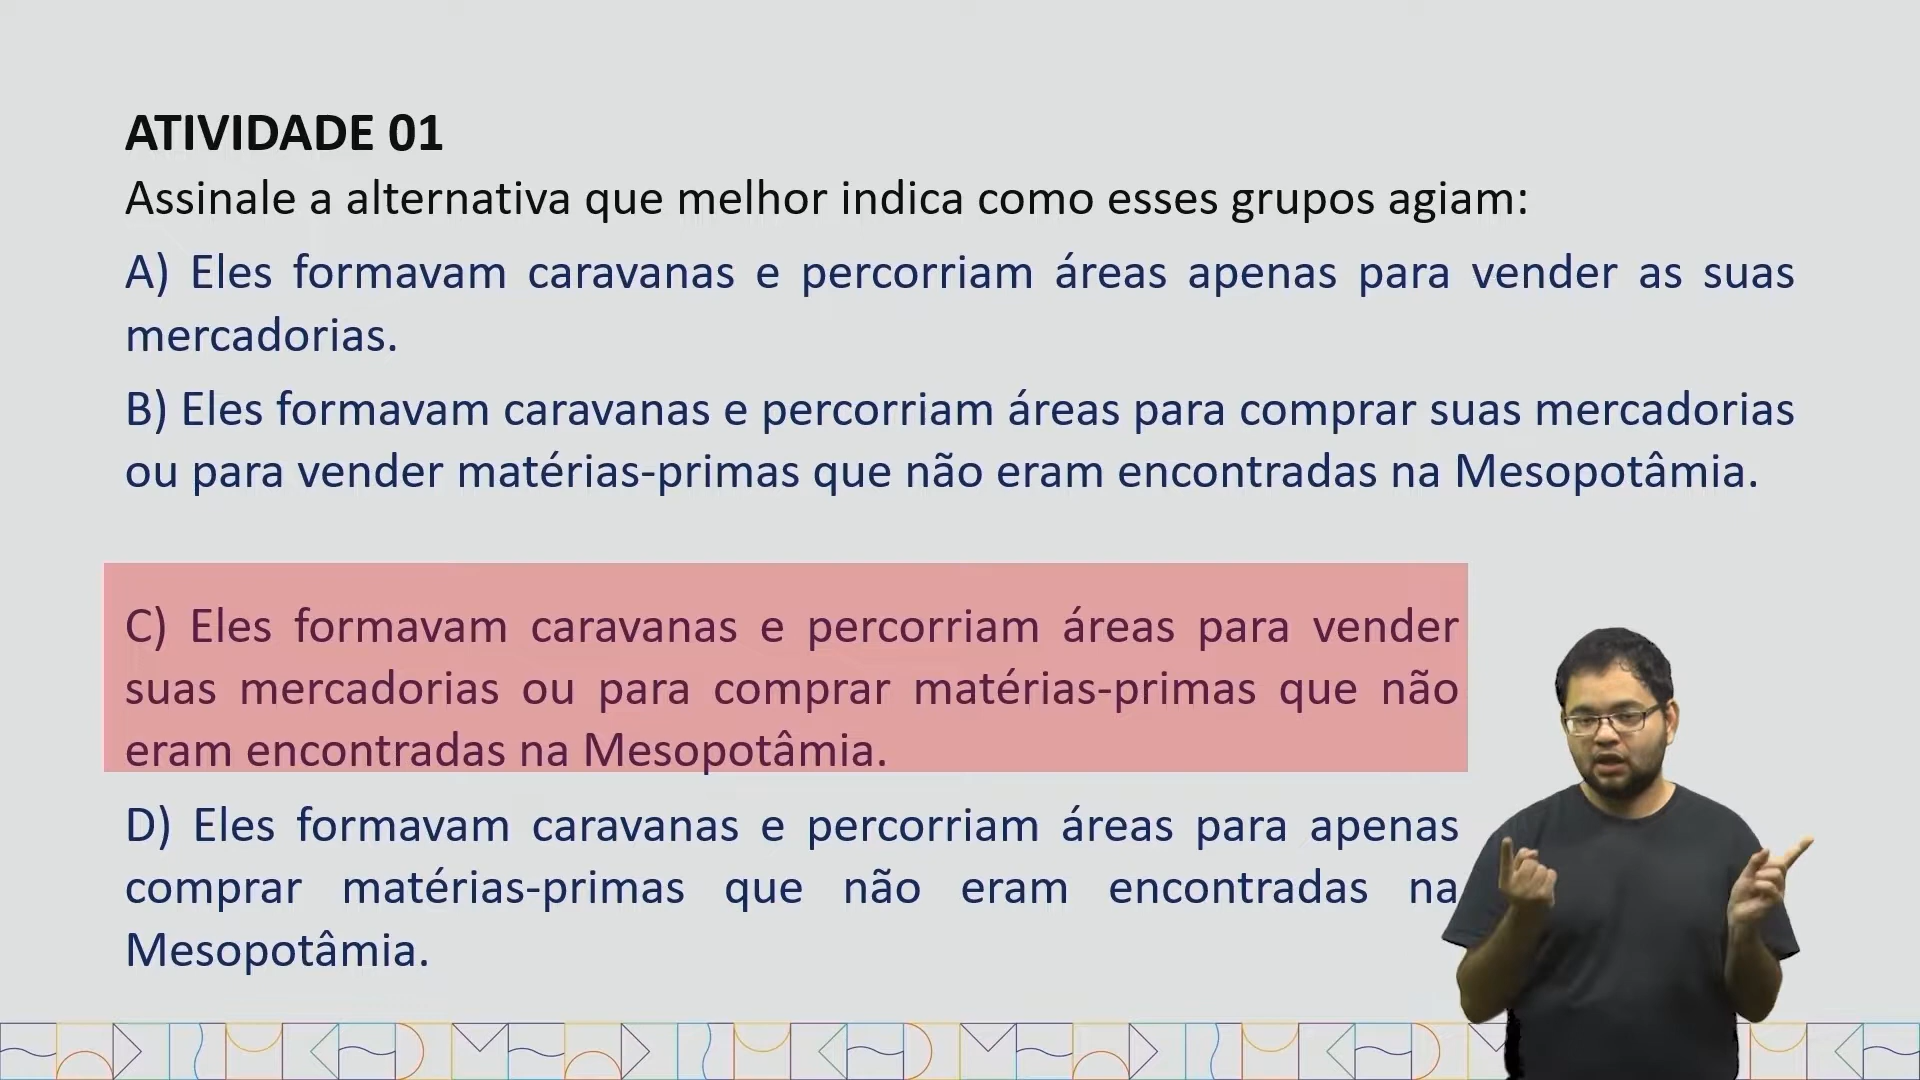 ATIVIDADE 01
Assinale a alternativa que melhor indica como esses grupos agiam:
A) Eles formavam caravanas e percorriam áreas apenas para vender as suas
mercadorias.
B) Eles formavam caravanas e percorriam áreas para comprar suas mercadorias
ou para vender matérias-primas que não eram encontradas na Mesopotâmia.
C) Eles formavam caravanas e percorriam áreas para vender
suas mercadorias ou para comprar matérias-primas que não
eram encontradas na Mesopotâmia.
D) Eles formavam caravanas e percorriam áreas para apenas
comprar matérias-primas que não eram encontradas na
Mesopotâmia.